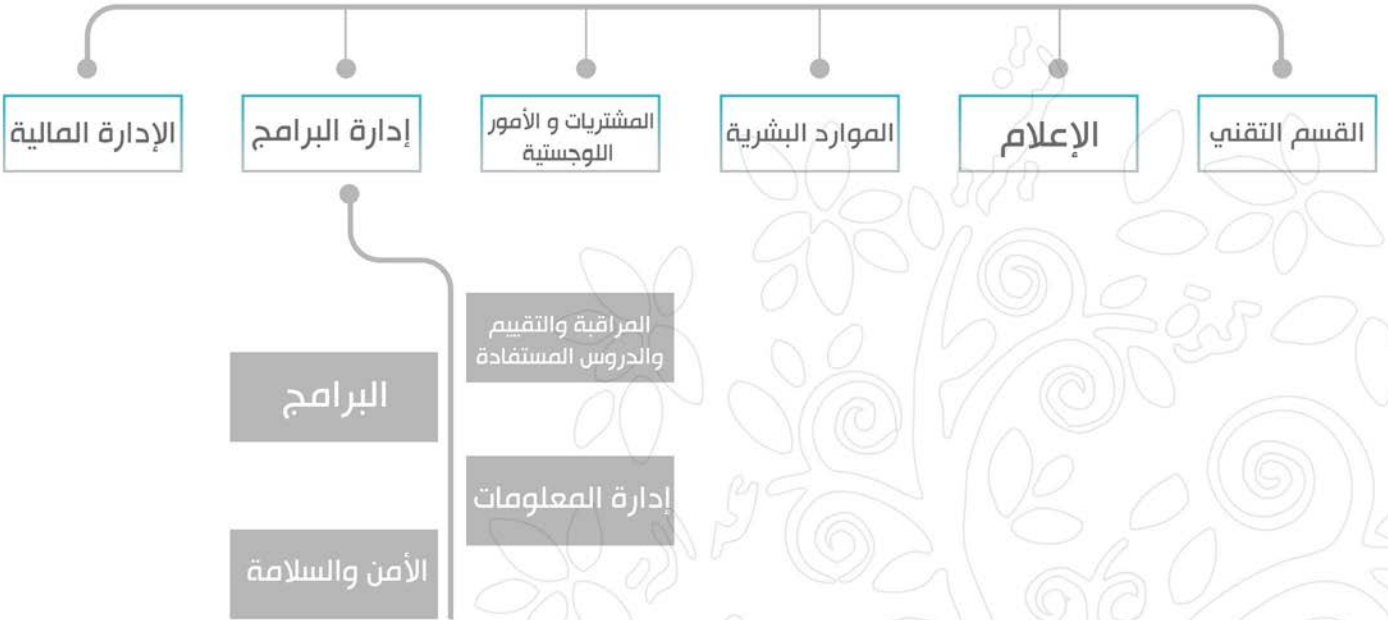 القسم التقني
الإعلام
الموارد البشرية
المشتريات و الأمور
اللوجستية
إدارة البرامج
الإدارة المالية
المراقبة والتقييم
والدروس المستفادة
البرامج
إدارة المعلومات
الأمن والسلامة